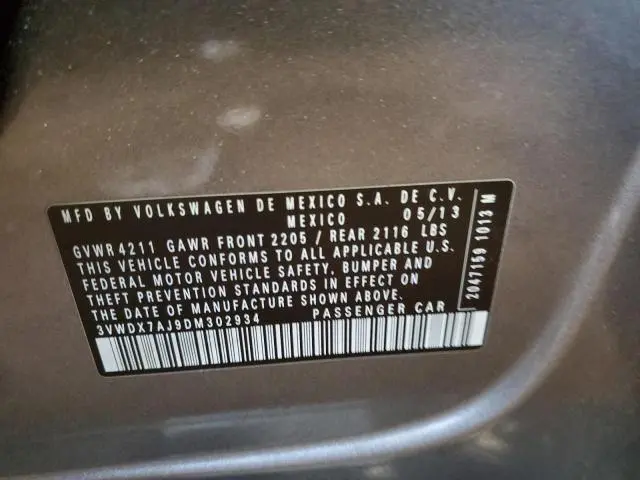 MFD BY VOLKSWAGEN DE MEXICO S.A. DE C.V.
MEXICO 05/13
GVWR 4211 GAWR FRONT 2205 / REAR 2116 LBS
THIS VEHICLE CONFORMS TO ALL APPLICABLE U.S.
FEDERAL MOTOR VEHICLE SAFETY, BUMPER AND
THEFT PREVENTION STANDARDS IN EFFECT ON
THE DATE OF MANUFACTURE SHOWN ABOVE.
3VWDX7AJ9DM302934 PASSENGER CAR
2047159 1013 M